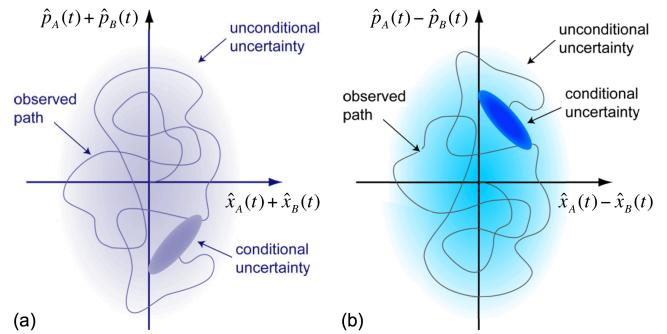 p̂_A(t) + p̂_B(t)
unconditional
uncertainty
observed
path
x̂_A(t) + x̂_B(t)
conditional
uncertainty
(a)
p̂_A(t) − p̂_B(t)
unconditional
uncertainty
conditional
uncertainty
observed
path
x̂_A(t) − x̂_B(t)
(b)